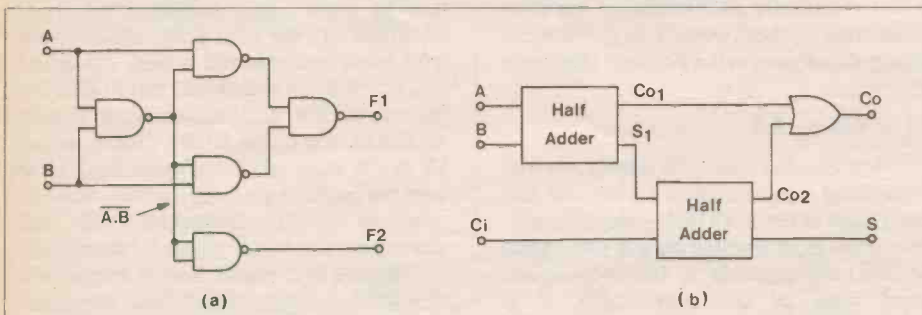 A
B
A.B
F1
F2
(a)
A
B
Ci
Half
Adder
Co1
S1
Half
Adder
Co2
Co
S
(b)